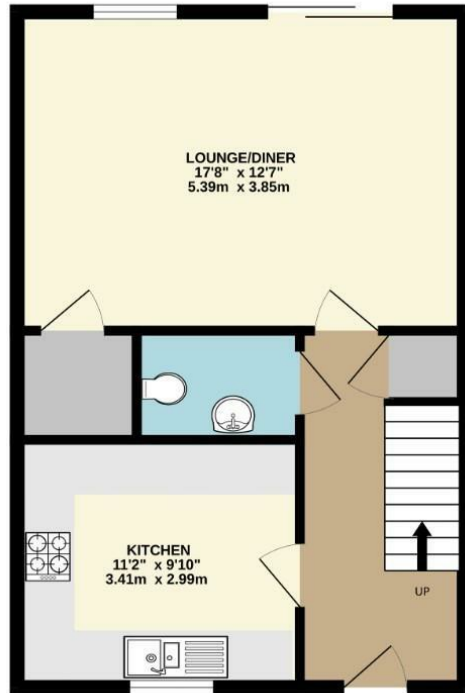 LOUNGE/DINER
17'8" x 12'7"
5.39m x 3.85m
KITCHEN
11'2" x 9'10"
3.41m x 2.99m
UP